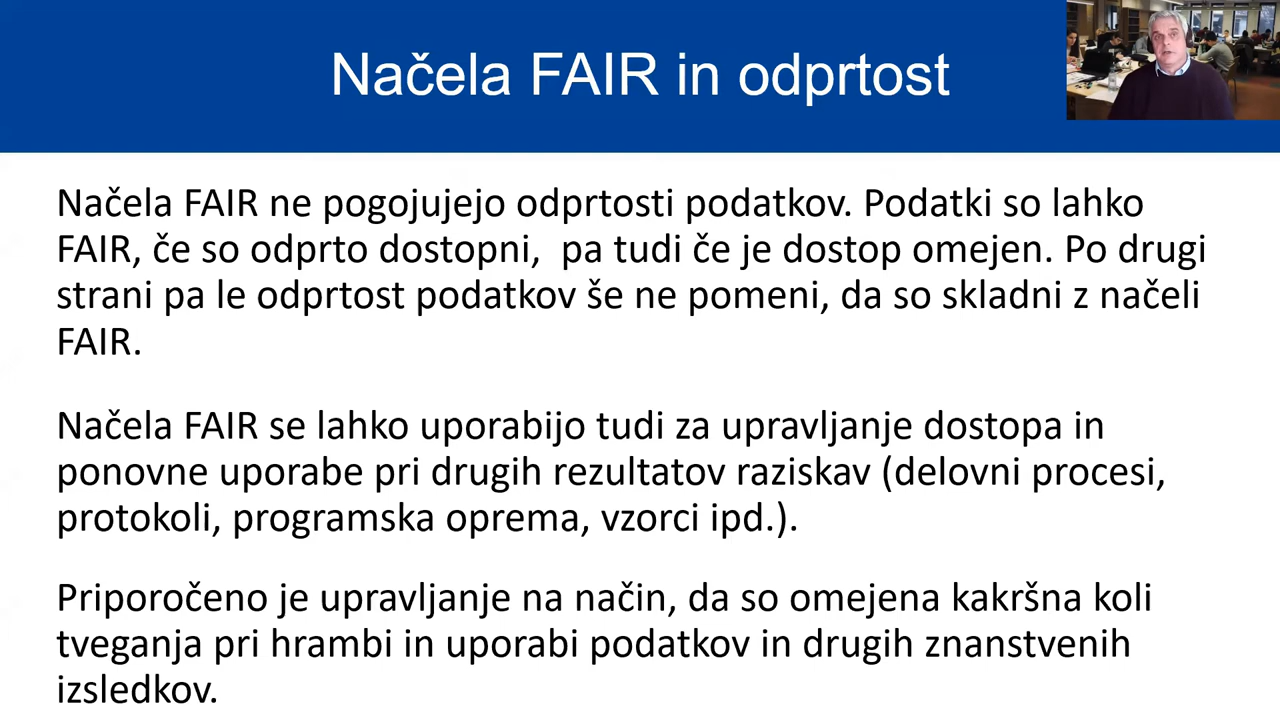 Načela FAIR in odprtost
Načela FAIR ne pogojujejo odprtosti podatkov. Podatki so lahko
FAIR, če so odprto dostopni,  pa tudi če je dostop omejen. Po drugi
strani pa le odprtost podatkov še ne pomeni, da so skladni z načeli
FAIR.
Načela FAIR se lahko uporabijo tudi za upravljanje dostopa in
ponovne uporabe pri drugih rezultatov raziskav (delovni procesi,
protokoli, programska oprema, vzorci ipd.).
Priporočeno je upravljanje na način, da so omejena kakršna koli
tveganja pri hrambi in uporabi podatkov in drugih znanstvenih
izsledkov.